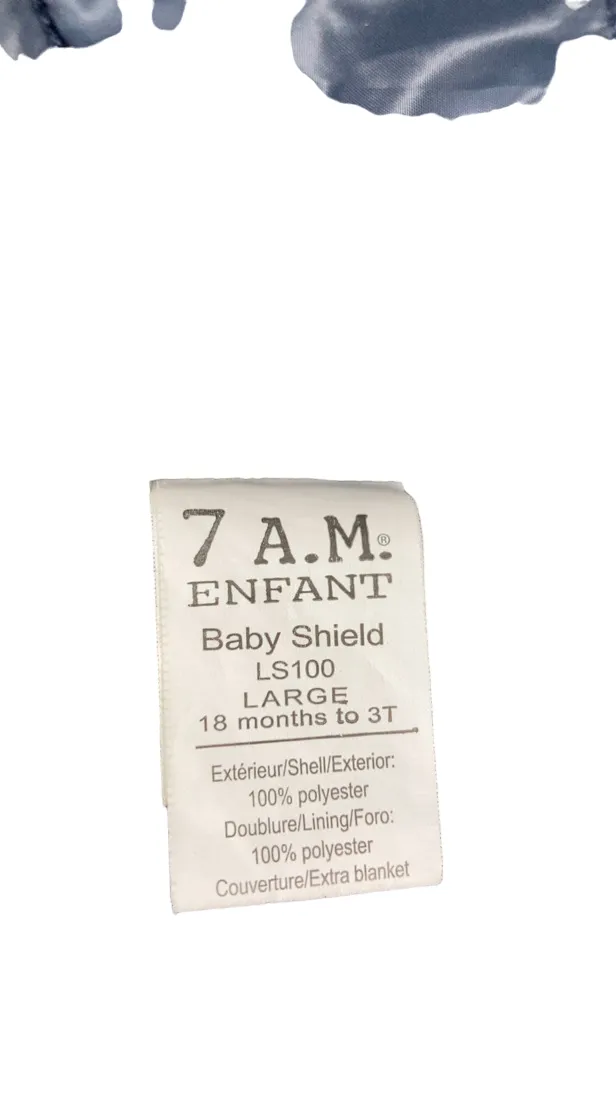 7 A.M.®
ENFANT
Baby Shield
LS100
LARGE
18 months to 3T
Extérieur/Shell/Exterior:
100% polyester
Doublure/Lining/Foro:
100% polyester
Couverture/Extra blanket